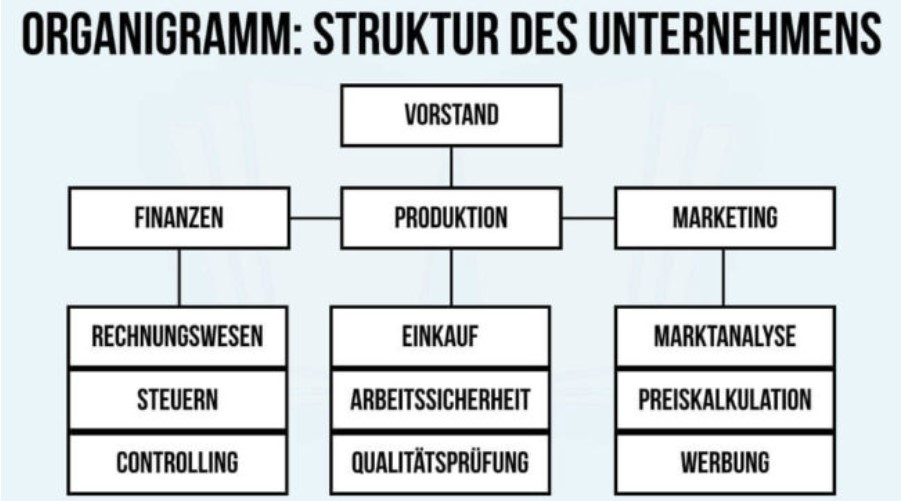 ORGANIGRAMM: STRUKTUR DES UNTERNEHMENS
VORSTAND
FINANZEN
PRODUKTION
MARKETING
RECHNUNGSWESEN
STEUERN
CONTROLLING
EINKAUF
ARBEITSSICHERHEIT
QUALITÄTSPRÜFUNG
MARKTANALYSE
PREISKALKULATION
WERBUNG